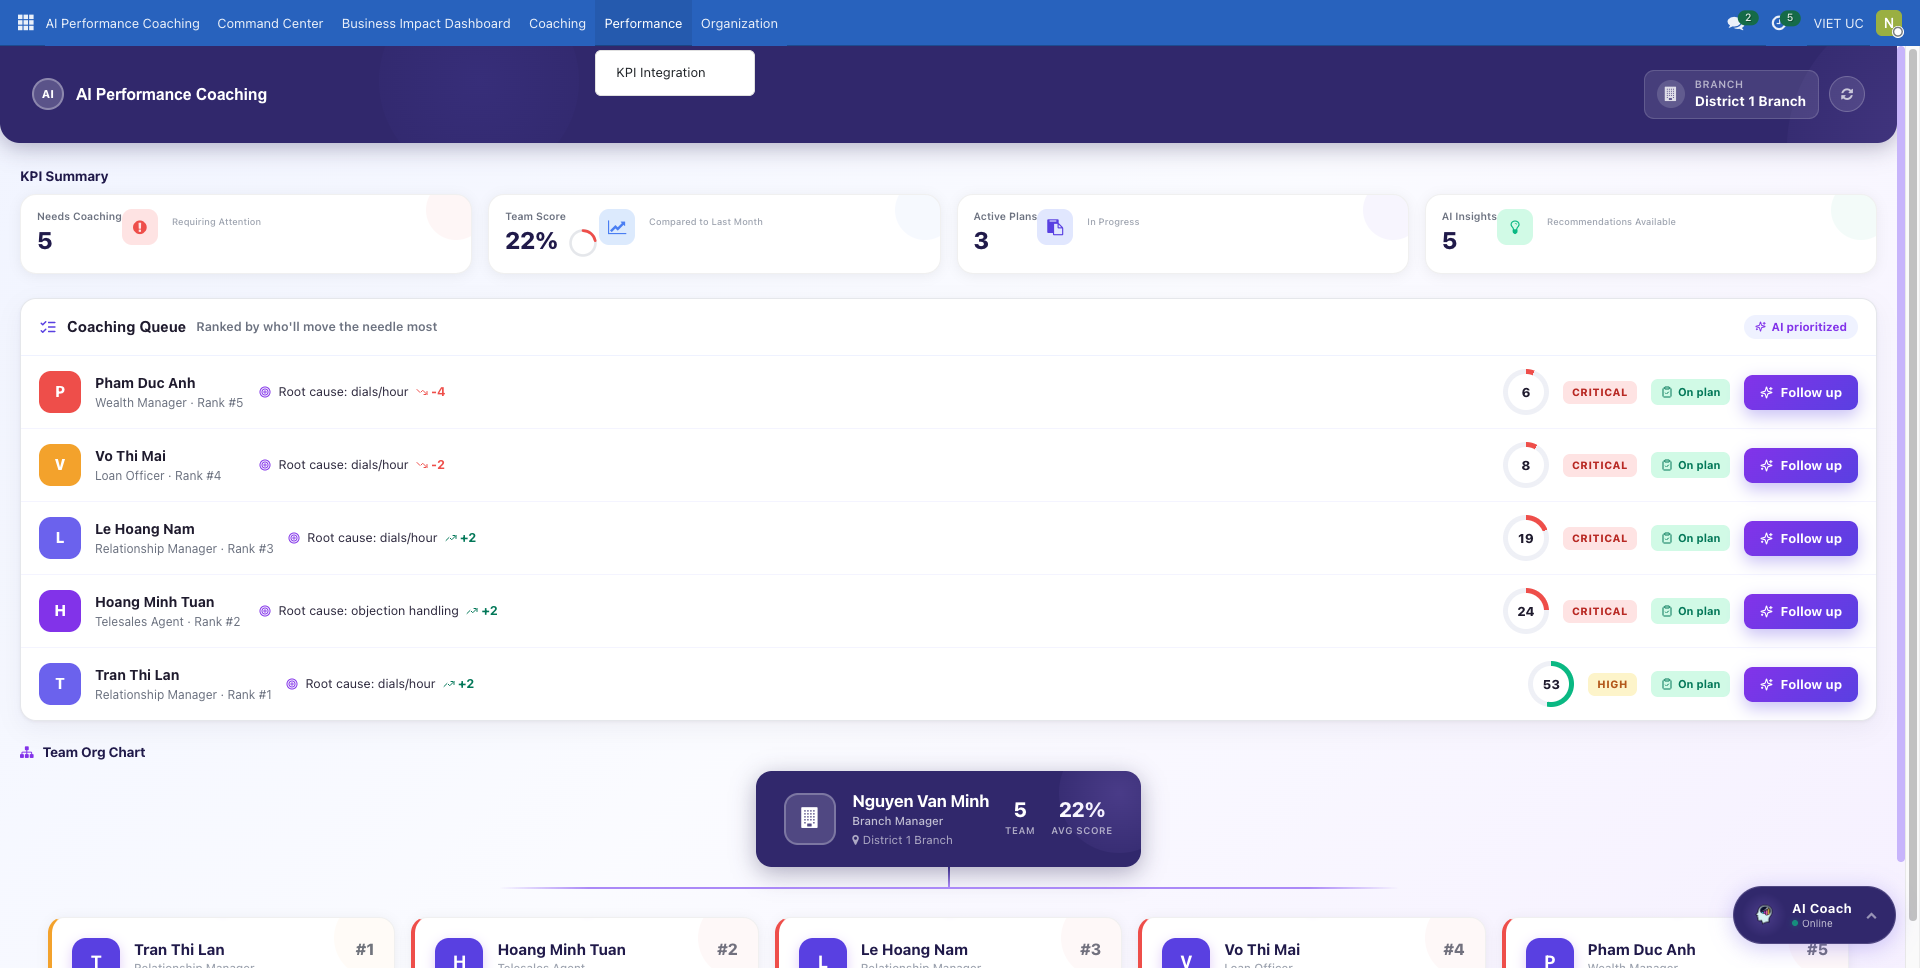 AI Performance Coaching
Command Center
Business Impact Dashboard
Coaching
Performance
Organization
2
5
VIET UC
N
KPI Integration
AI
AI Performance Coaching
BRANCH
District 1 Branch
KPI Summary
Needs Coaching
5
Requiring Attention
Team Score
22%
Compared to Last Month
Active Plans
3
In Progress
AI Insights
5
Recommendations Available
Coaching Queue
Ranked by who'll move the needle most
AI prioritized
P
Pham Duc Anh
Wealth Manager · Rank #5
Root cause: dials/hour
-4
6
CRITICAL
On plan
Follow up
V
Vo Thi Mai
Loan Officer · Rank #4
Root cause: dials/hour
-2
8
CRITICAL
On plan
Follow up
L
Le Hoang Nam
Relationship Manager · Rank #3
Root cause: dials/hour
+2
19
CRITICAL
On plan
Follow up
H
Hoang Minh Tuan
Telesales Agent · Rank #2
Root cause: objection handling
+2
24
CRITICAL
On plan
Follow up
T
Tran Thi Lan
Relationship Manager · Rank #1
Root cause: dials/hour
+2
53
HIGH
On plan
Follow up
Team Org Chart
Nguyen Van Minh
Branch Manager
District 1 Branch
5
TEAM
22%
AVG SCORE
T
Tran Thi Lan
Relationship Manager
#1
H
Hoang Minh Tuan
Telesales Agent
#2
L
Le Hoang Nam
Relationship Manager
#3
V
Vo Thi Mai
Loan Officer
#4
P
Pham Duc Anh
Wealth Manager
#5
AI Coach
Online